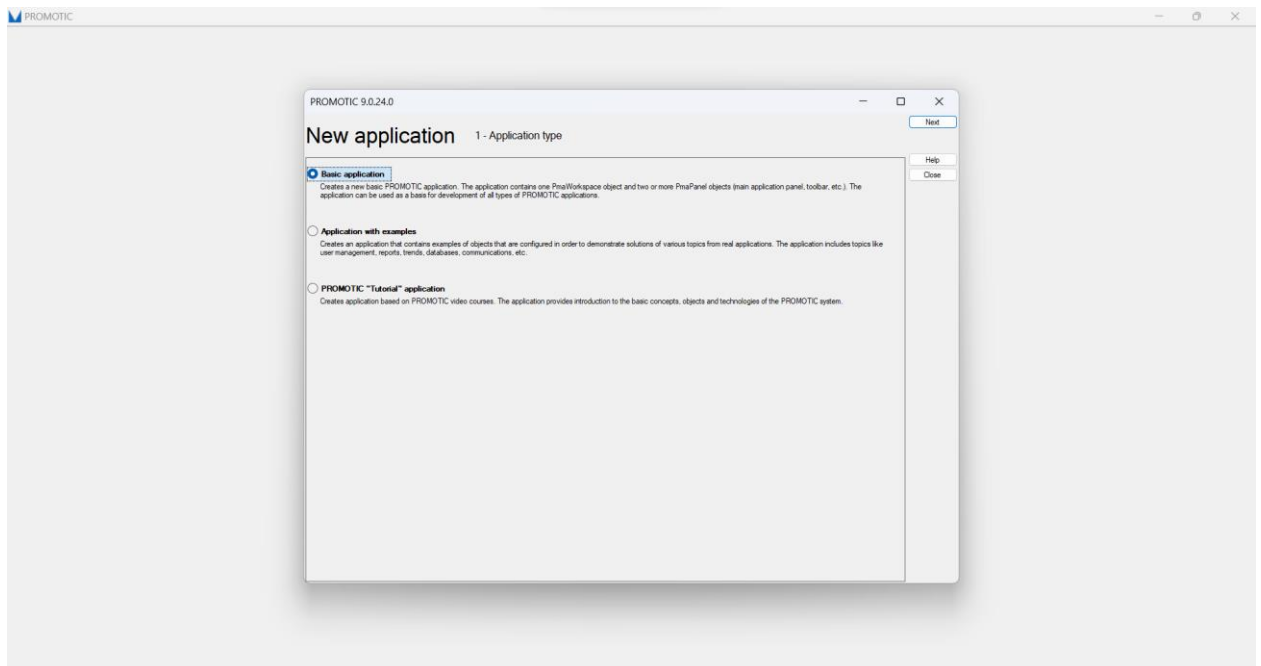 PROMOTIC
PROMOTIC 9.0.24.0
New application 1 - Application type
Next
Help
Close
Basic application
Creates a new basic PROMOTIC application. The application contains one PmaWorkspace object and two or more PmaPanel objects (main application panel, toolbar, etc.). The
application can be used as a basis for development of all types of PROMOTIC applications.
Application with examples
Creates an application that contains examples of objects that are configured in order to demonstrate solutions of various topics from real applications. The application includes topics like
user management, reports, trends, databases, communications, etc.
PROMOTIC "Tutorial" application
Creates application based on PROMOTIC video courses. The application provides introduction to the basic concepts, objects and technologies of the PROMOTIC system.